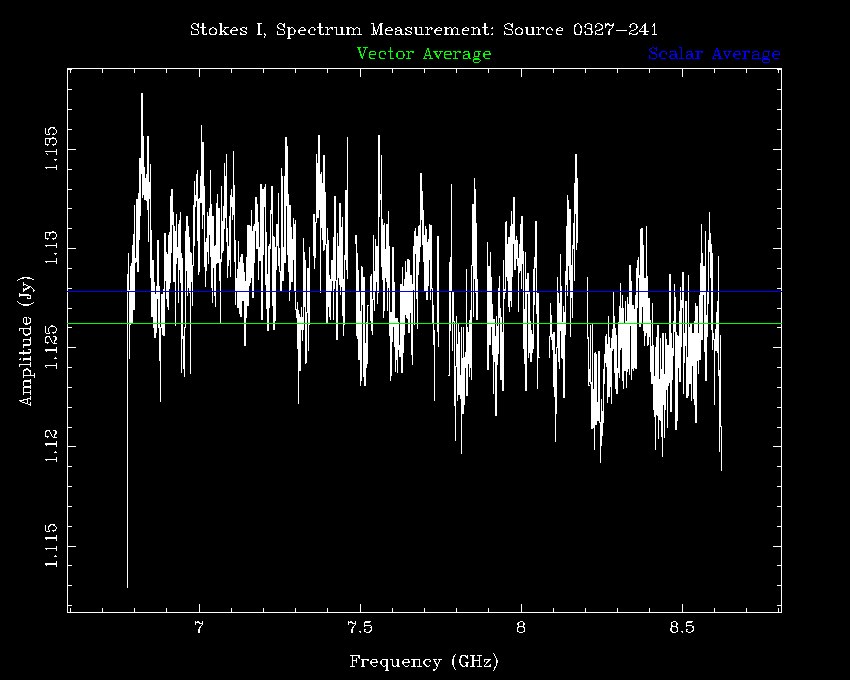 Stokes I, Spectrum Measurement: Source 0327-241
Vector Average
Scalar Average
1.135
1.13
1.125
1.12
1.115
Amplitude (Jy)
7
7.5
8
8.5
Frequency (GHz)